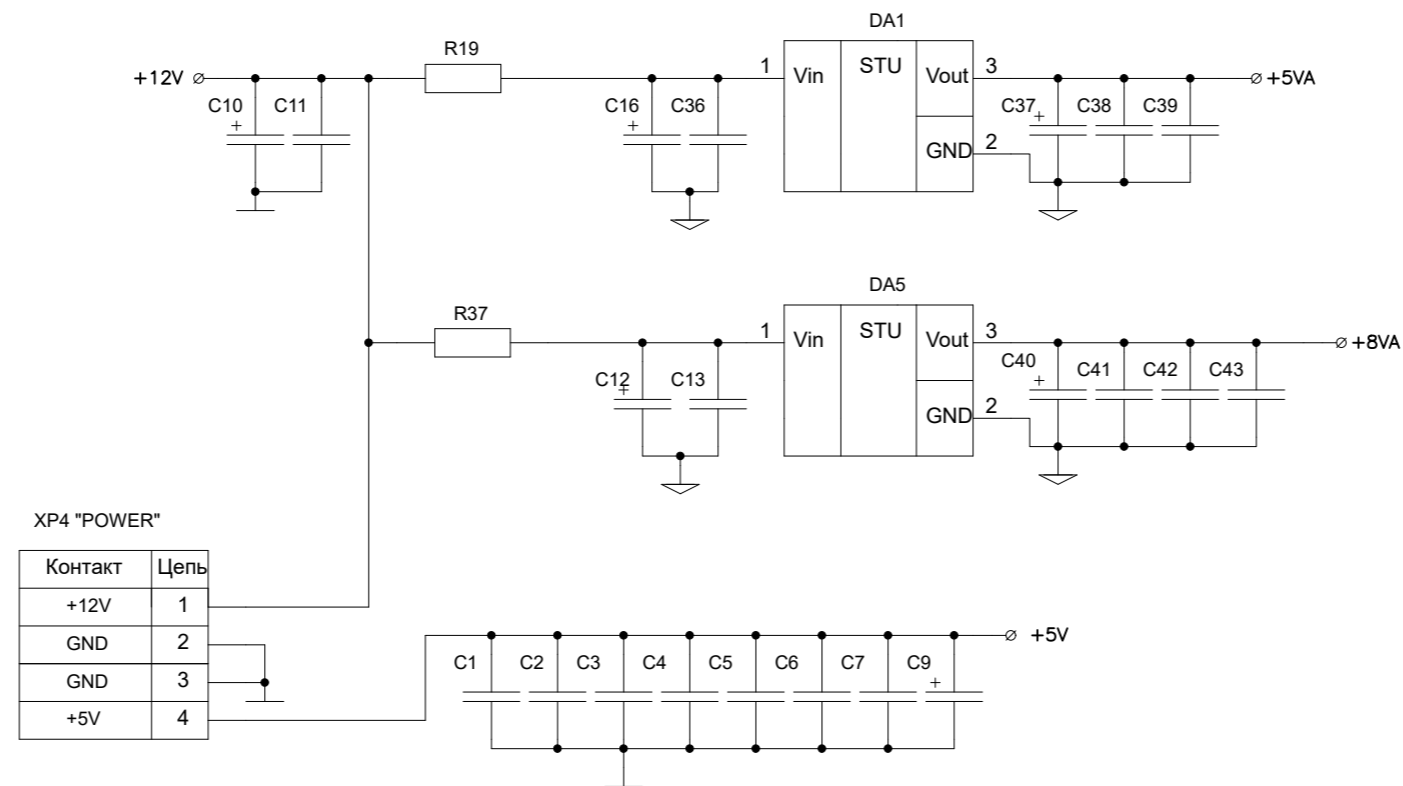 DA1
R19
+12V
1
Vin
STU
Vout
3
+5VA
C10
+
C11
C16
+
C36
C37
+
C38
C39
GND
2
DA5
R37
1
Vin
STU
Vout
3
+8VA
C12
+
C13
C40
+
C41
C42
C43
GND
2
XP4 "POWER"
Контакт Цепь
+12V 1
GND 2
GND 3
+5V 4
+5V
C1 C2 C3 C4 C5 C6 C7 C9
+